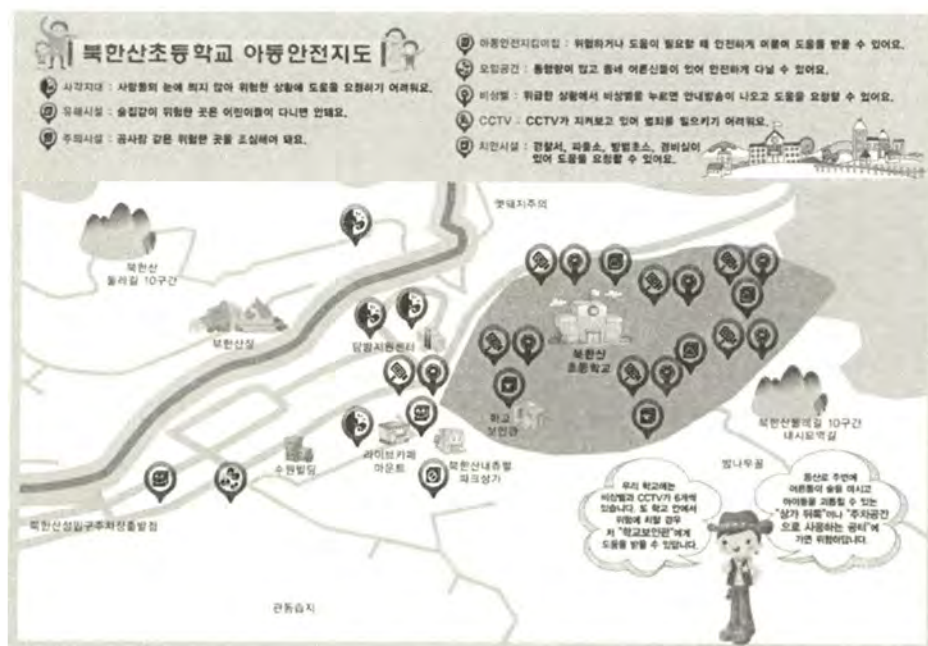 북한산초등학교 아동안전지도
사각지대 : 사람들의 눈에 띄지 않아 위험한 상황에 도움을 요청하기 어려워요.
유해시설 : 술집같이 위험한 곳은 어린이들이 다니면 안돼요.
주의시설 : 공사장 같은 위험한 곳을 조심해야 돼요.
아동안전지킴이집 : 위험하거나 도움이 필요할 때 안전하게 이끌어 도움을 받을 수 있어요.
모임공간 : 통행량이 많고 동네 어른신들이 있어 안전하게 다닐 수 있어요.
비상벨 : 위급한 상황에서 비상벨을 누르면 안내방송이 나오고 도움을 요청할 수 있어요.
CCTV : CCTV가 지켜보고 있어 범죄를 일으키기 어려워요.
치안시설 : 경찰서, 파출소, 방범초소, 경비실이
있어 도움을 요청할 수 있어요.
멧돼지주의
북한산
둘레길 10구간
북한산성
탐방지원센터
북한산
초등학교
학교
보안관
북한산둘레길 10구간
내시묘역길
밤나무골
수원빌딩
라이브카페
아운트
북한산내츄럴
파크상가
북한산성입구주차장출발점
관동습지
우리 학교에는
비상벨과 CCTV가 6개씩
있습니다. 또 학교 안에서
위험에 처할 경우
저 "학교보안관"에게
도움을 받을 수 있답니다.
등산로 주변에
어른들이 술을 마시고
아이들을 괴롭힐 수 있는
"상가 뒤쪽"이나 "주차공간
으로 사용하는 공터"에
가면 위험하답니다.